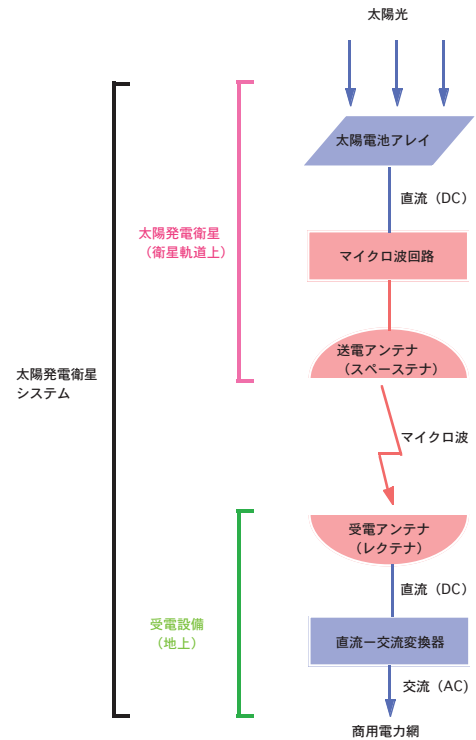 太陽光
太陽電池アレイ
直流（DC）
太陽発電衛星
（衛星軌道上）
マイクロ波回路
送電アンテナ
（スペーステナ）
太陽発電衛星
システム
マイクロ波
受電アンテナ
（レクテナ）
直流（DC）
受電設備
（地上）
直流ー交流変換器
交流（AC）
商用電力網